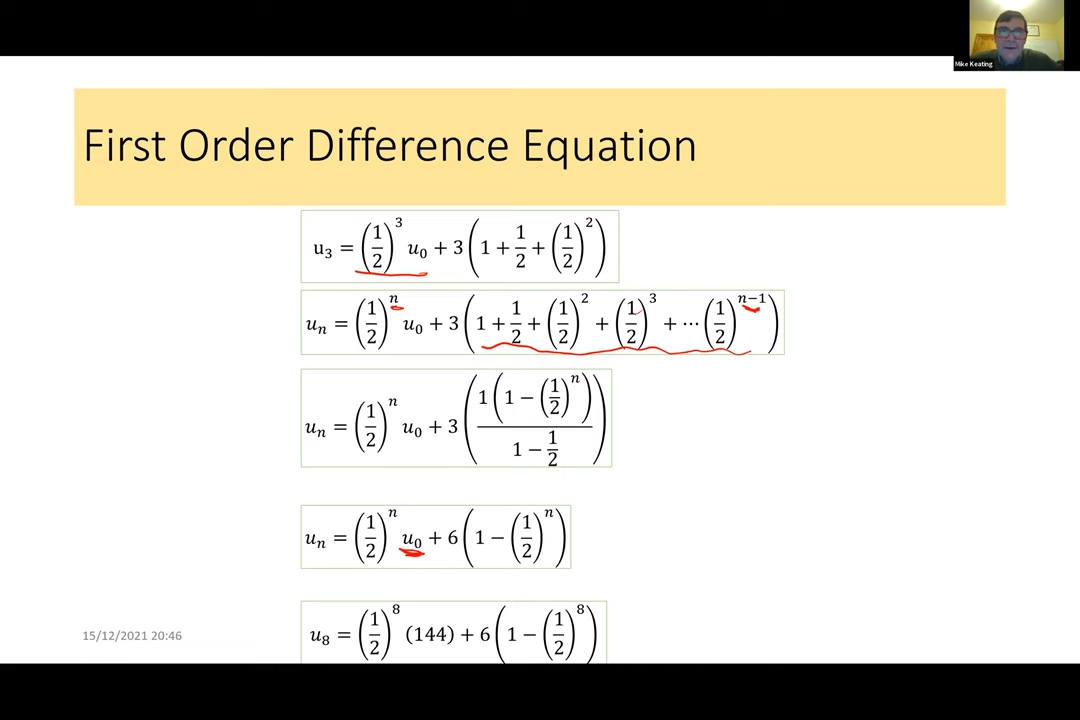 Mike Keating
First Order Difference Equation
u₃ = (1/2)³ u₀ + 3(1 + 1/2 + (1/2)²)
uₙ = (1/2)ⁿ u₀ + 3(1 + 1/2 + (1/2)² + (1/2)³ + ⋯ (1/2)ⁿ⁻¹)
uₙ = (1/2)ⁿ u₀ + 3((1(1 − (1/2)ⁿ))/(1 − 1/2))
uₙ = (1/2)ⁿ u₀ + 6(1 − (1/2)ⁿ)
u₈ = (1/2)⁸ (144) + 6(1 − (1/2)⁸)
15/12/2021 20:46